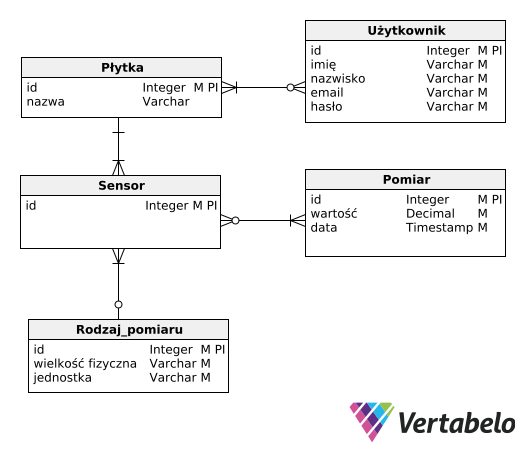 Użytkownik
id Integer M PI
imię Varchar M
nazwisko Varchar M
email Varchar M
hasło Varchar M
Płytka
id Integer M PI
nazwa Varchar
Sensor
id Integer M PI
Pomiar
id Integer M PI
wartość Decimal M
data Timestamp M
Rodzaj_pomiaru
id Integer M PI
wielkość fizyczna Varchar M
jednostka Varchar M
Vertabelo